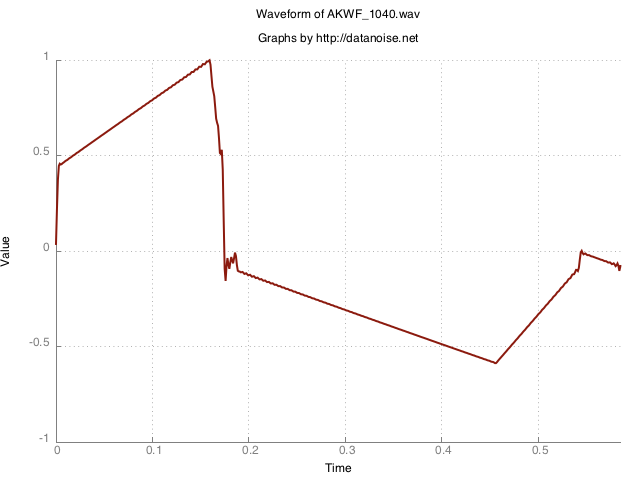 Waveform of AKWF_1040.wav
Graphs by http://datanoise.net
1
0.5
0
-0.5
-1
Value
0 0.1 0.2 0.3 0.4 0.5
Time